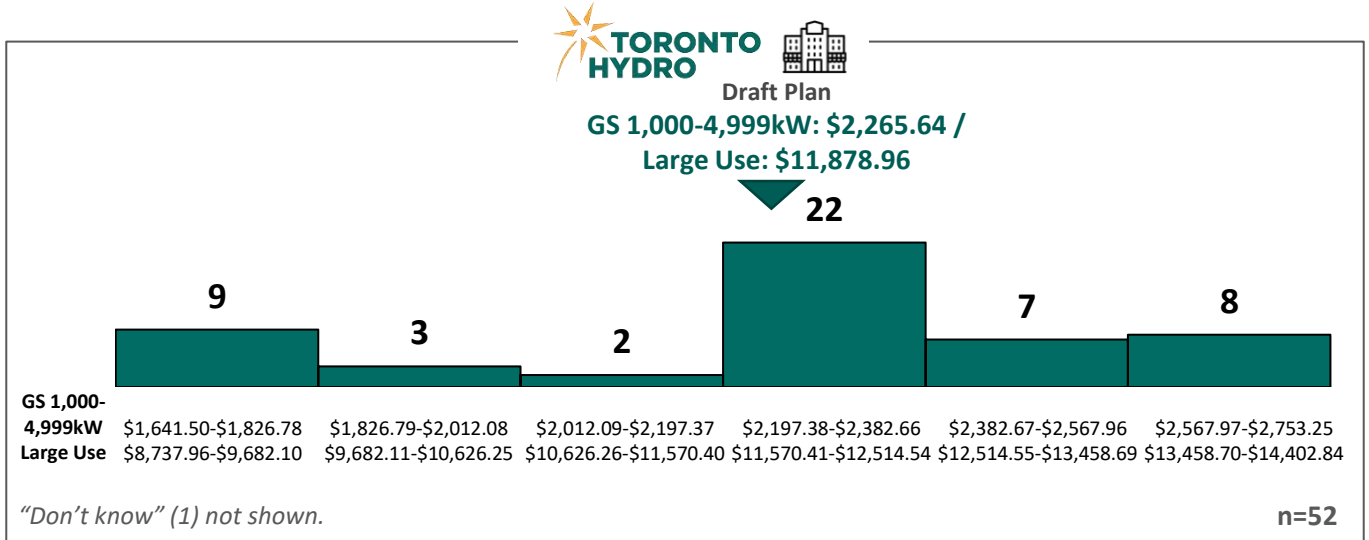 TORONTO
HYDRO
Draft Plan
GS 1,000-4,999kW: $2,265.64 /
Large Use: $11,878.96
22
9
3
2
7
8
GS 1,000-
4,999kW $1,641.50-$1,826.78 $1,826.79-$2,012.08 $2,012.09-$2,197.37 $2,197.38-$2,382.66 $2,382.67-$2,567.96 $2,567.97-$2,753.25
Large Use $8,737.96-$9,682.10 $9,682.11-$10,626.25 $10,626.26-$11,570.40 $11,570.41-$12,514.54 $12,514.55-$13,458.69 $13,458.70-$14,402.84
“Don’t know” (1) not shown. n=52